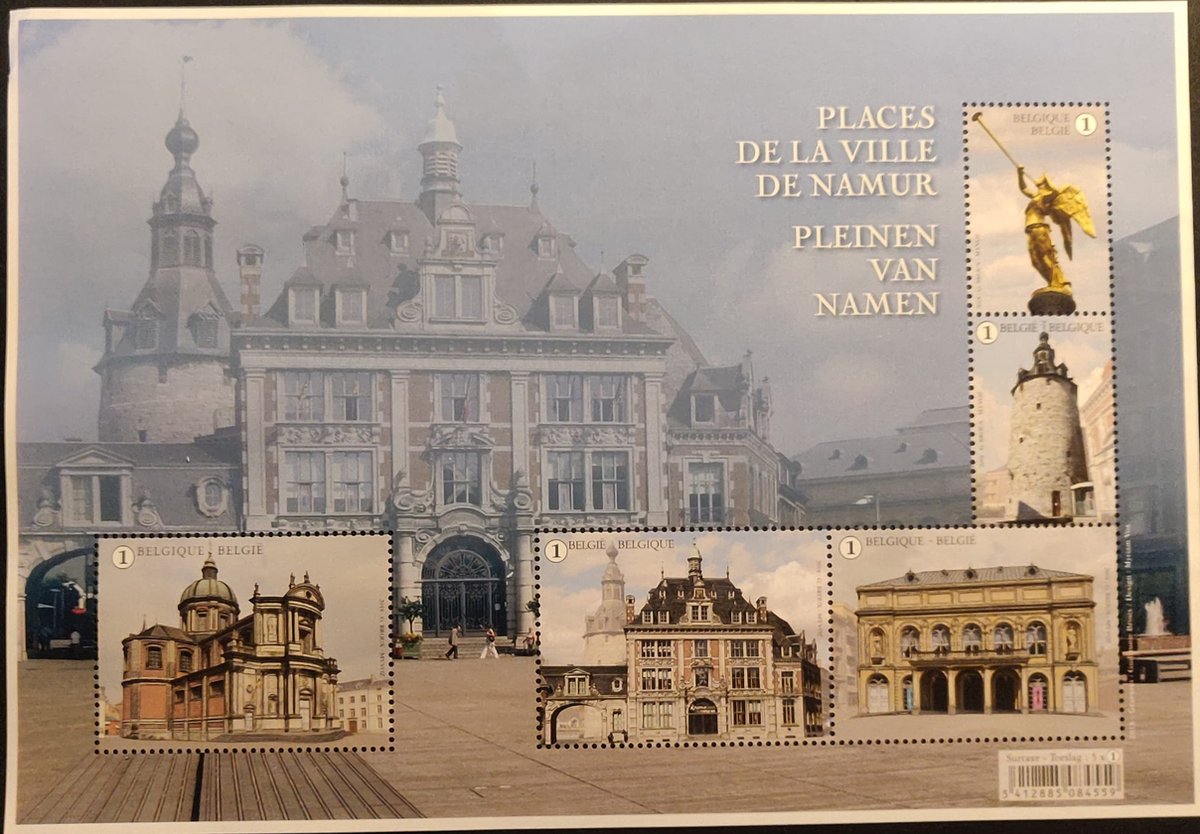 PLACES
DE LA VILLE
DE NAMUR
PLEINEN
VAN
NAMEN
BELGIQUE
BELGIË
1
1 BELGIË BELGIQUE
1 BELGIQUE BELGIË
1 BELGIË BELGIQUE
1 BELGIQUE - BELGIË
Surtaxe - Toeslag : 5 x 1
5 412885 084559